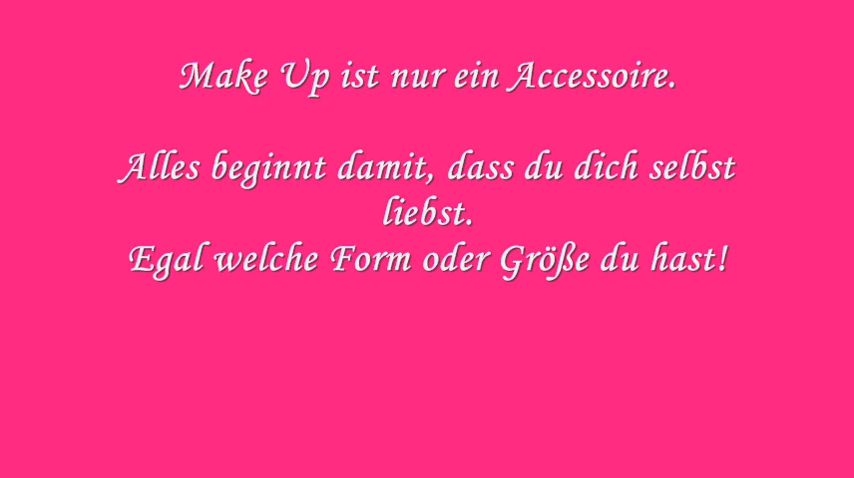 Make Up ist nur ein Accessoire.
Alles beginnt damit, dass du dich selbst
liebst.
Egal welche Form oder Größe du hast!